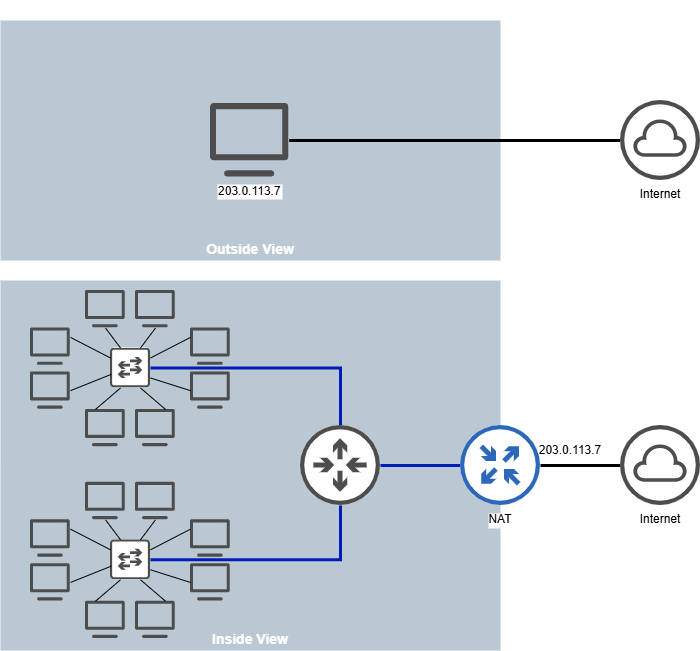 203.0.113.7
Internet
Outside View
203.0.113.7
NAT
Internet
Inside View